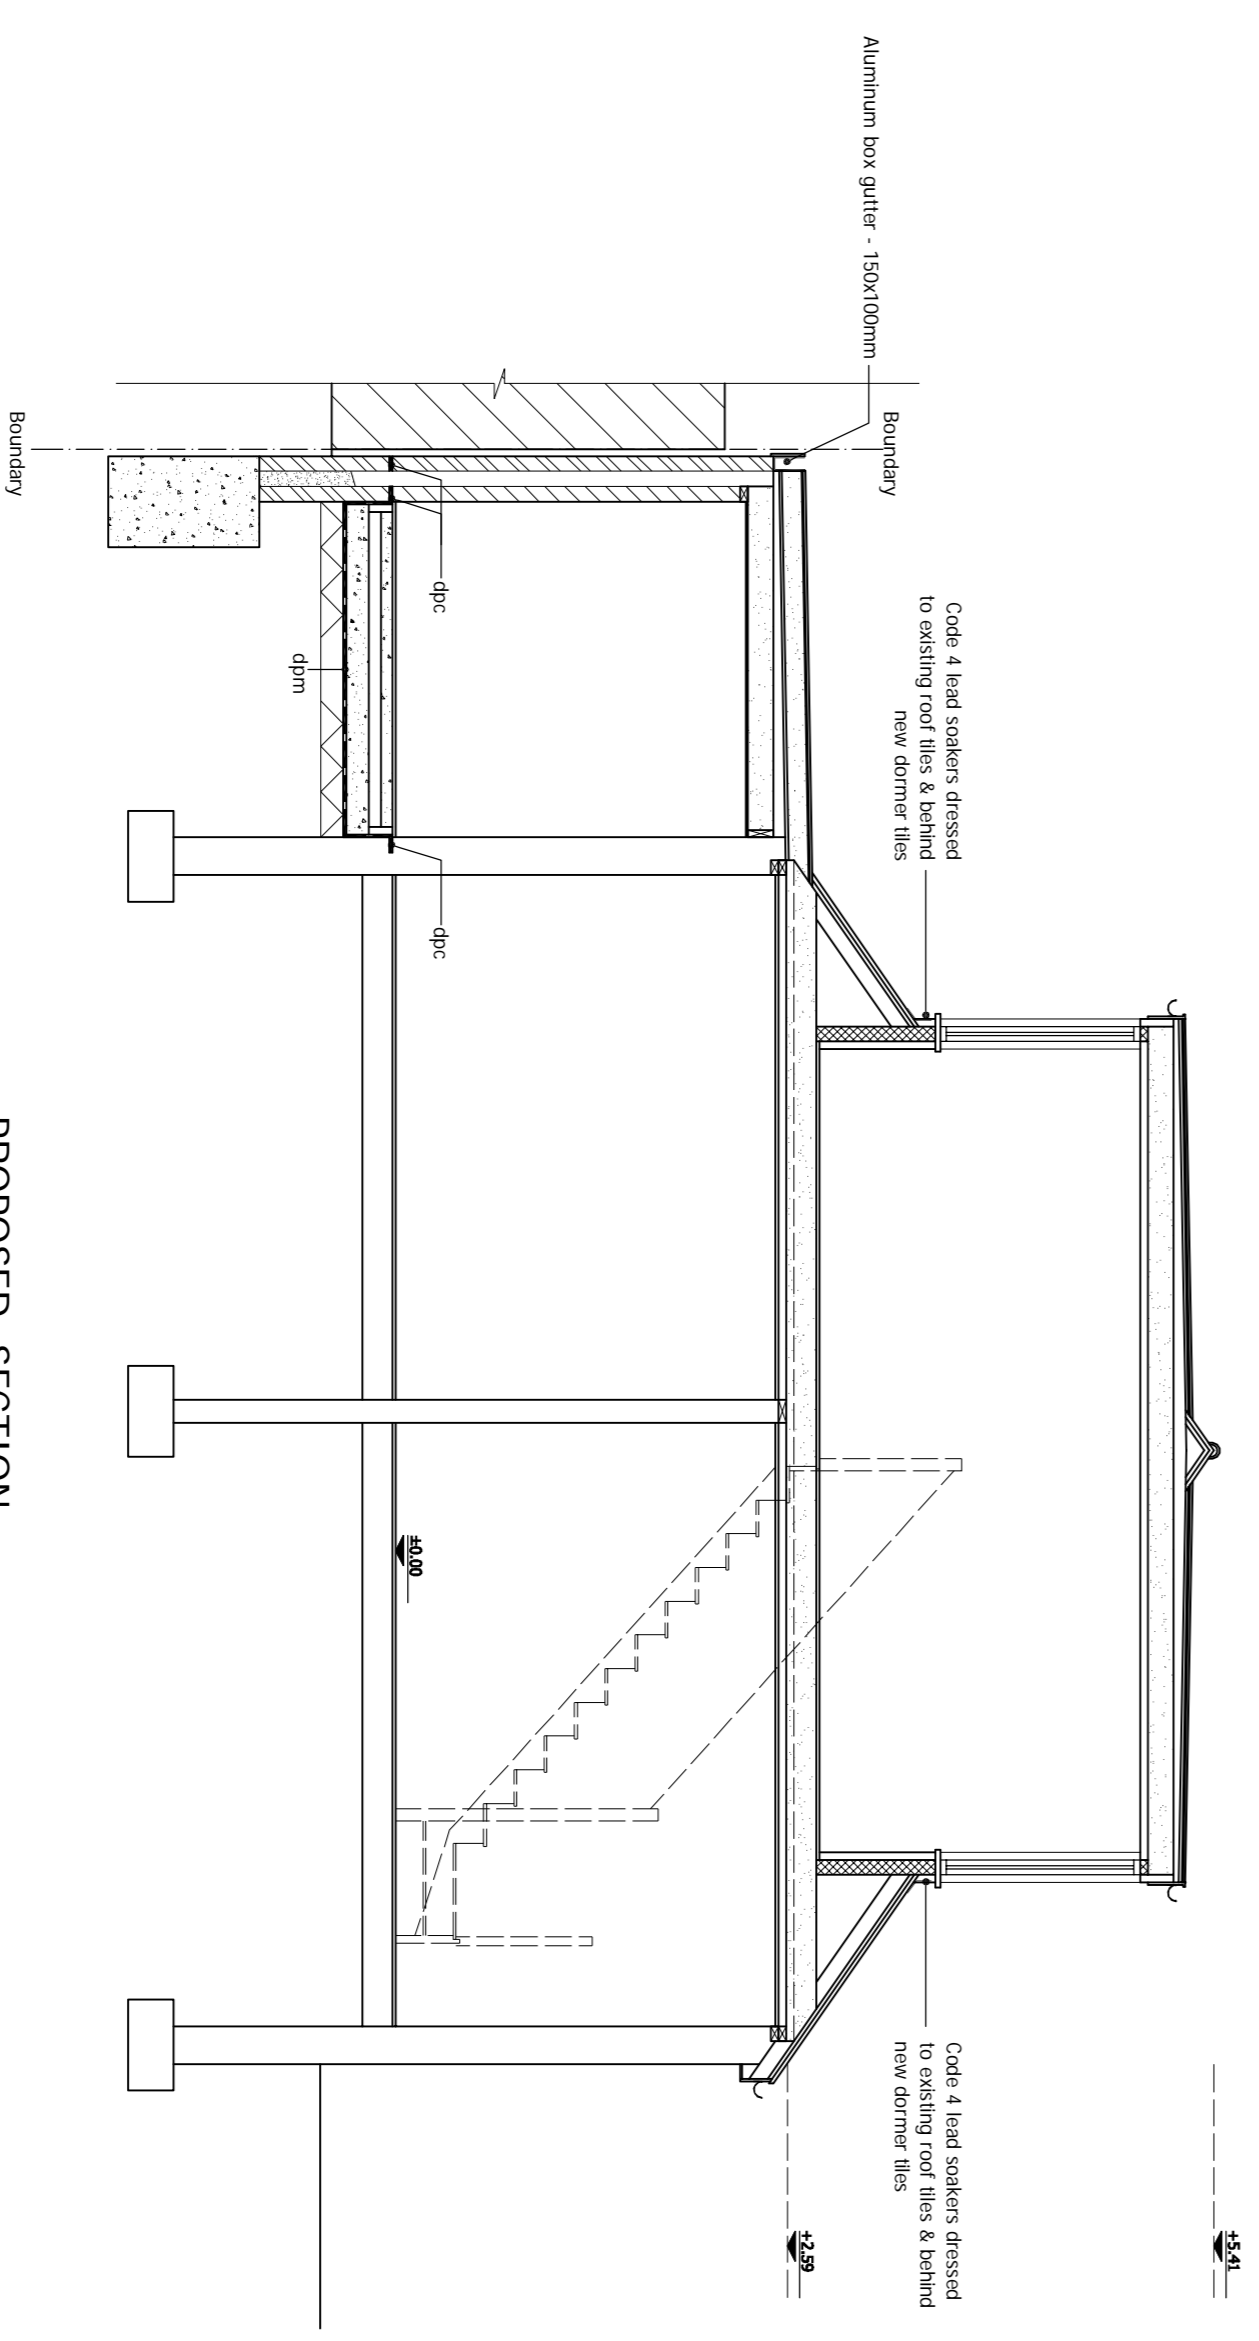 +5.41
Code 4 lead soakers dressed
to existing roof tiles & behind
new dormer tiles
Code 4 lead soakers dressed
to existing roof tiles & behind
new dormer tiles
Aluminum box gutter - 150x100mm
Boundary
+2.59
dpc
dpc
±0.00
dpm
Boundary
PROPOSED SECTION